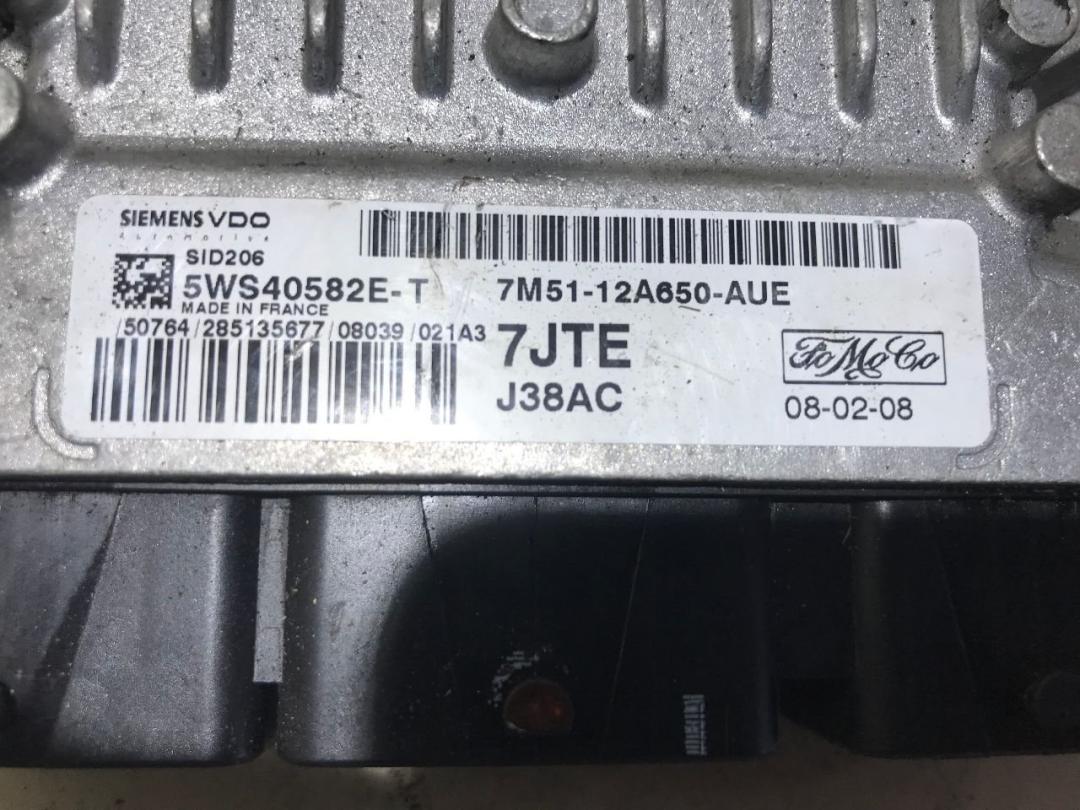 SIEMENS VDO
Automotive
SID206
5WS40582E-T 7M51-12A650-AUE
MADE IN FRANCE
/50764/285135677/08039/021A3
7JTE
FoMoCo
J38AC
08-02-08